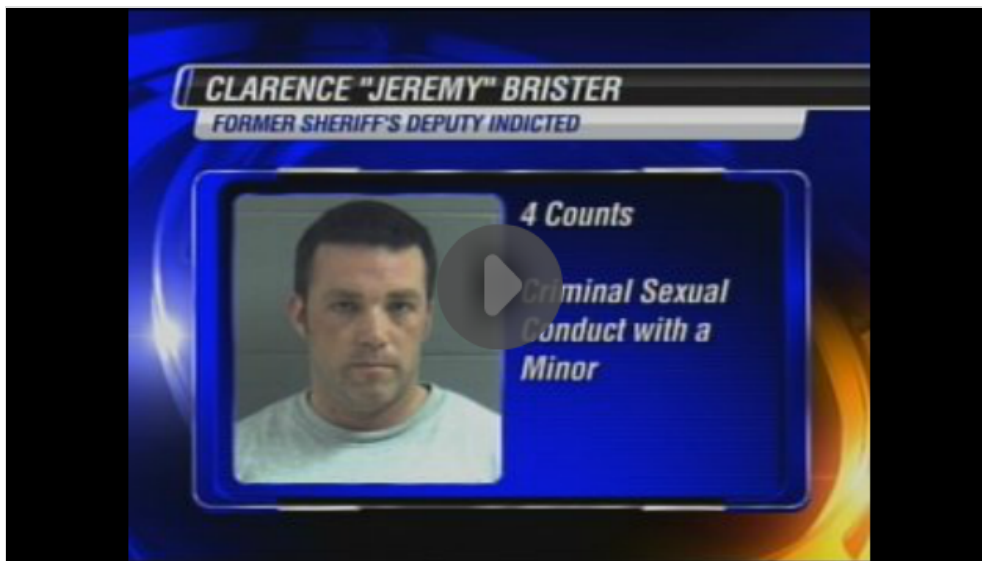 CLARENCE "JEREMY" BRISTER
FORMER SHERIFF'S DEPUTY INDICTED
4 Counts
Criminal Sexual
Conduct with a
Minor